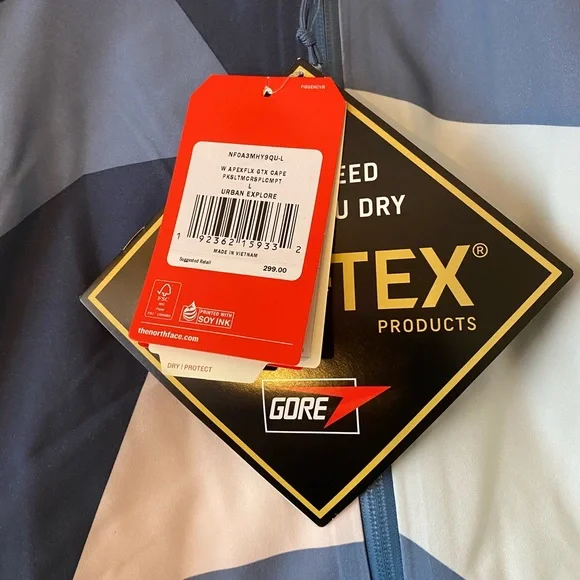 NF0A3MHY9QU-L
W APEXFLX GTX CAPE
PKSLTMCRSPLCMPT
L
URBAN EXPLORE
1 92362 15933 2
MADE IN VIETNAM
Suggested Retail
299.00
FSC
PRINTED WITH
SOY INK
thenorthface.com
DRY | PROTECT
EED
U DRY
-TEX®
PRODUCTS
GORE